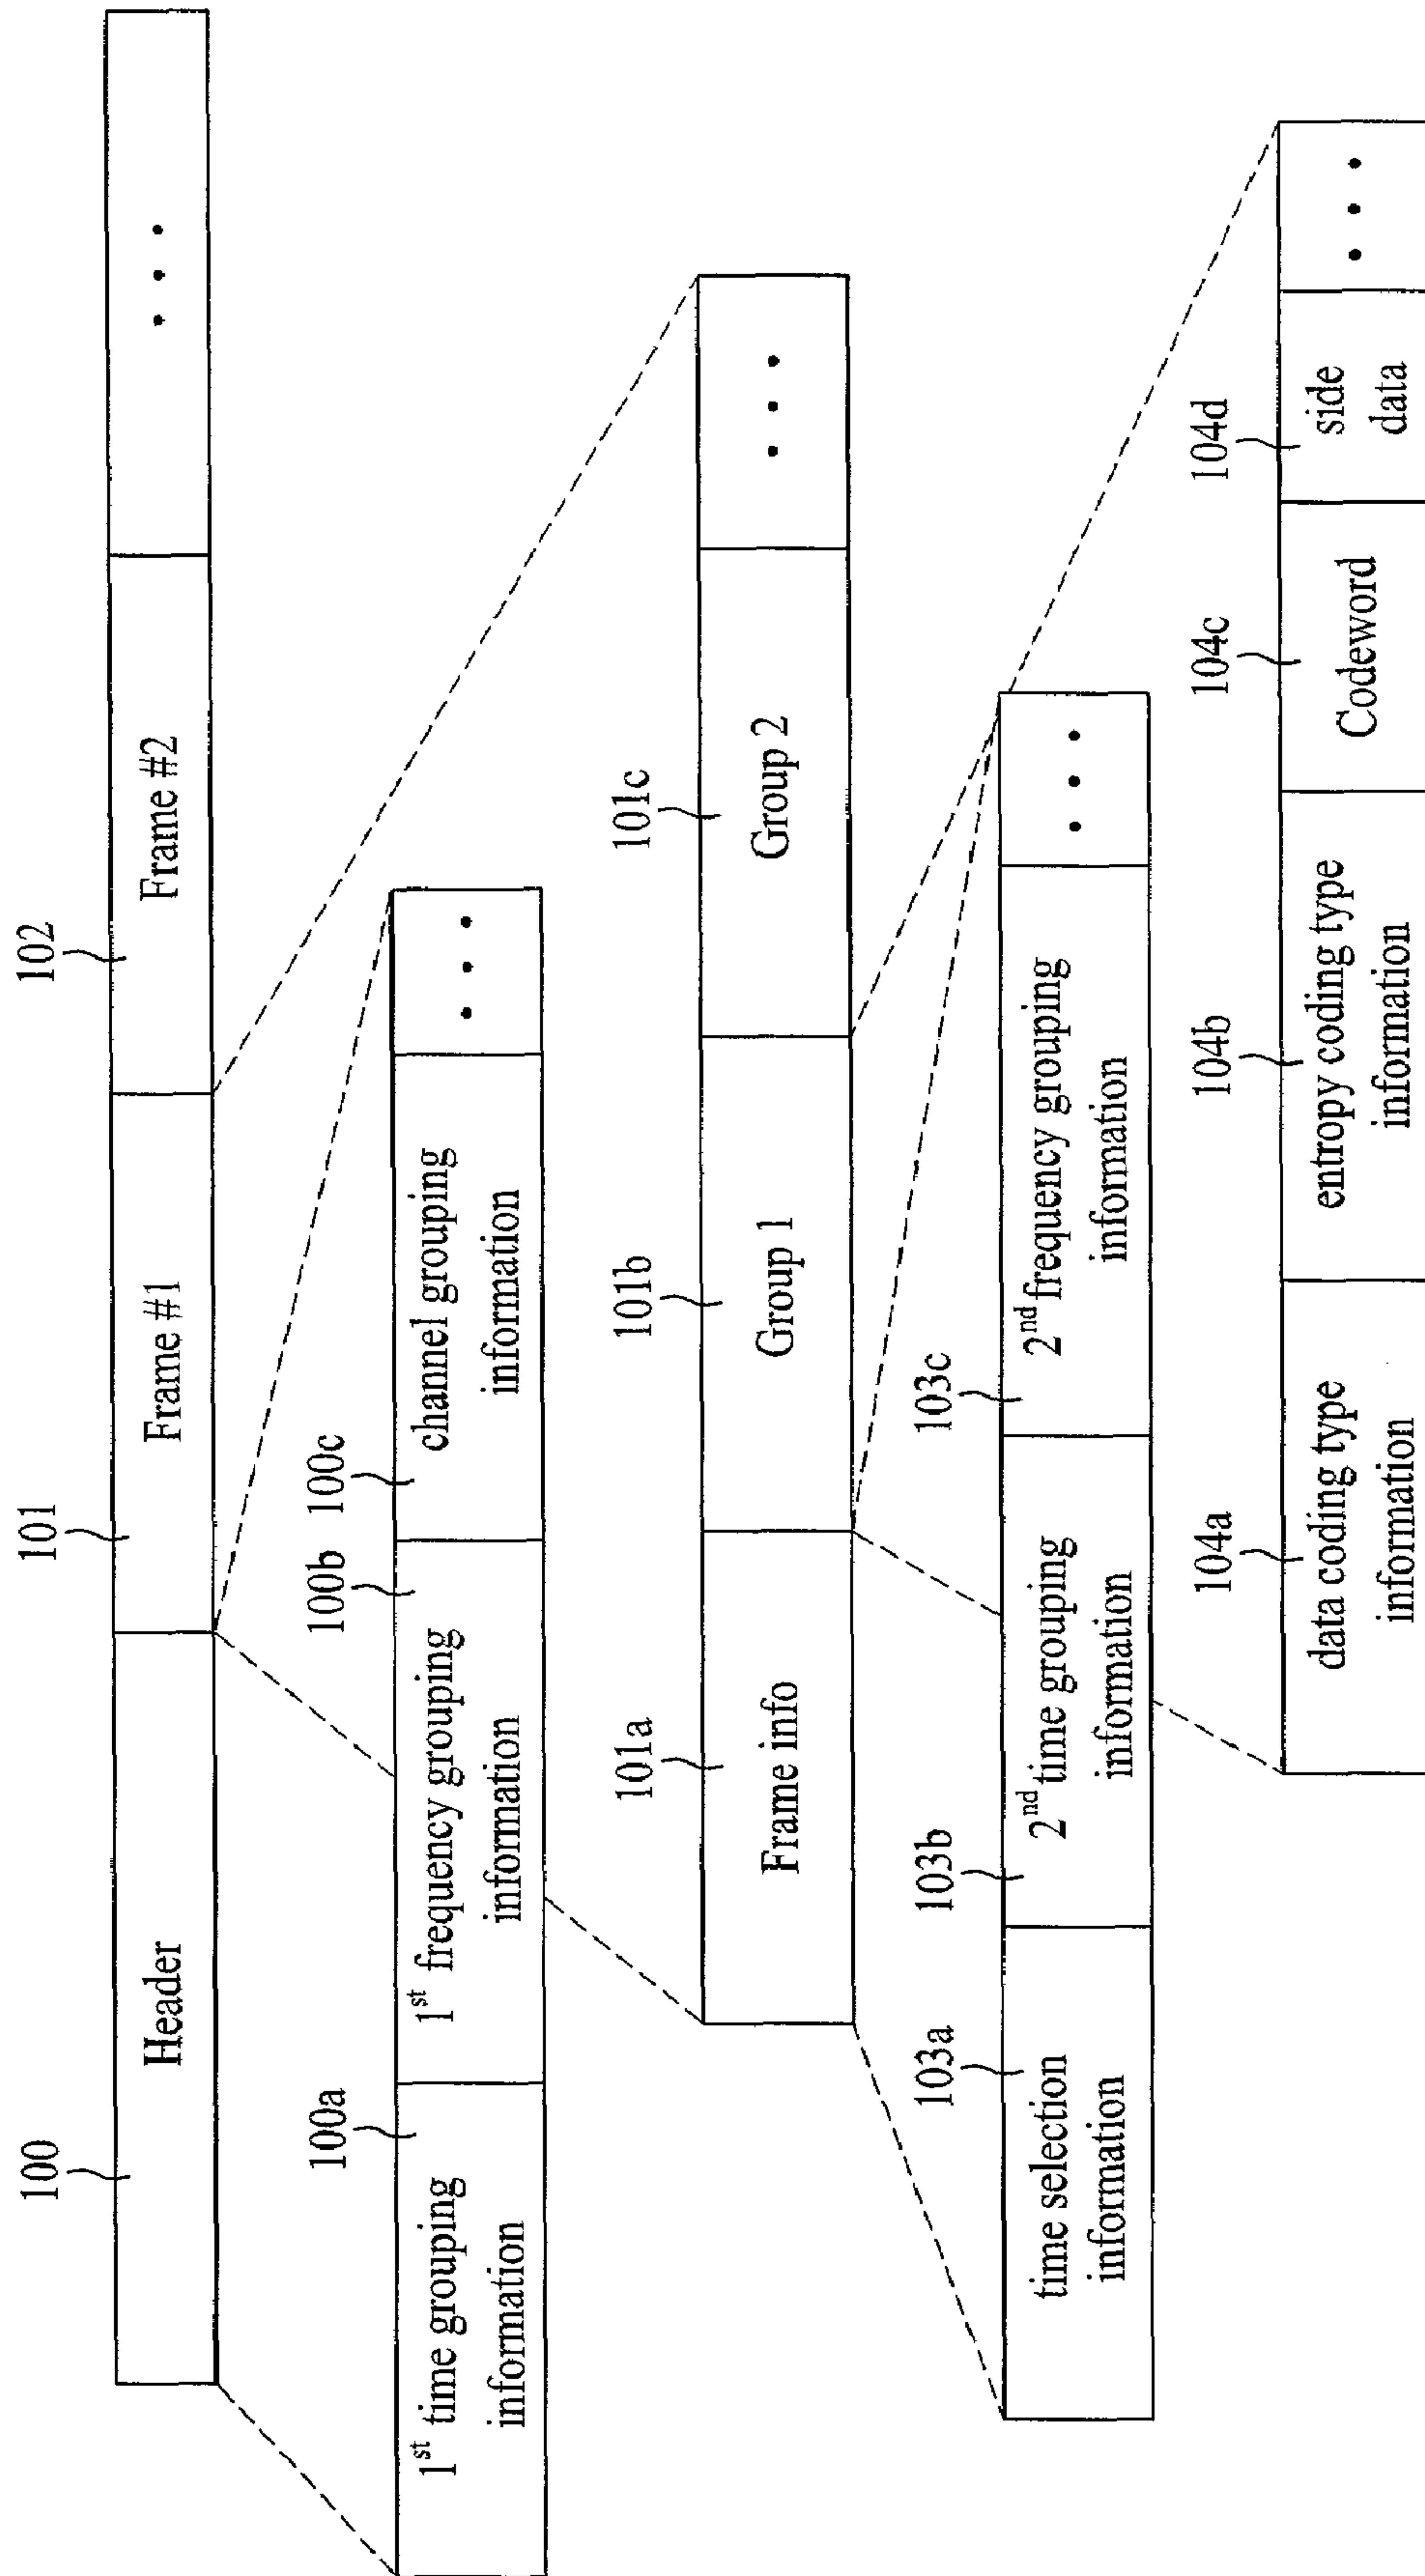 100
101
102
Header
Frame #1
Frame #2
• • •
100a
100b
100c
1st time grouping
information
1st frequency grouping
information
channel grouping
information
• • •
101a
101b
101c
Frame info
Group 1
Group 2
• • •
103a
103b
103c
time selection
information
2nd time grouping
information
2nd frequency grouping
information
• • •
104a
104b
104c
104d
data coding type
information
entropy coding type
information
Codeword
side
data
• • •